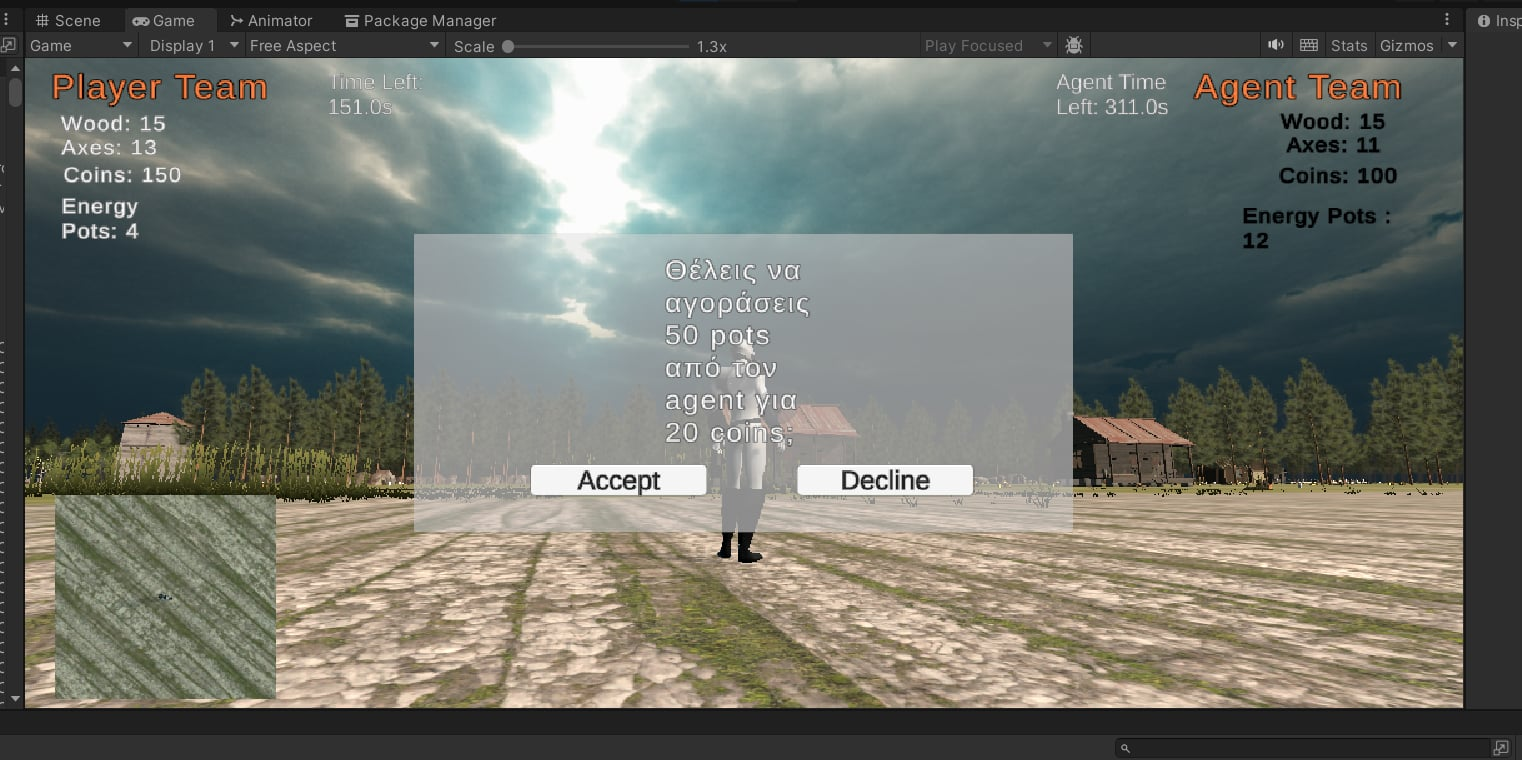 Scene Game Animator Package Manager
Game Display 1 Free Aspect Scale 1.3x Play Focused Stats Gizmos
Player Team
Time Left:
151.0s
Wood: 15
Axes: 13
Coins: 150
Energy
Pots: 4
Agent Time
Left: 311.0s
Agent Team
Wood: 15
Axes: 11
Coins: 100
Energy Pots :
12
Θέλεις να
αγοράσεις
50 pots
από τον
agent για
20 coins;
Accept
Decline